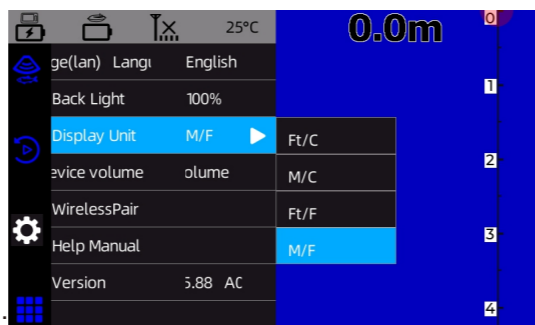 25°C 0.0m
0
ge(lan) Langu English
1
Back Light 100%
Display Unit M/F
Ft/C
2
evice volume olume
M/C
WirelessPair
Ft/F
3
Help Manual
M/F
Version 5.88 AC
4